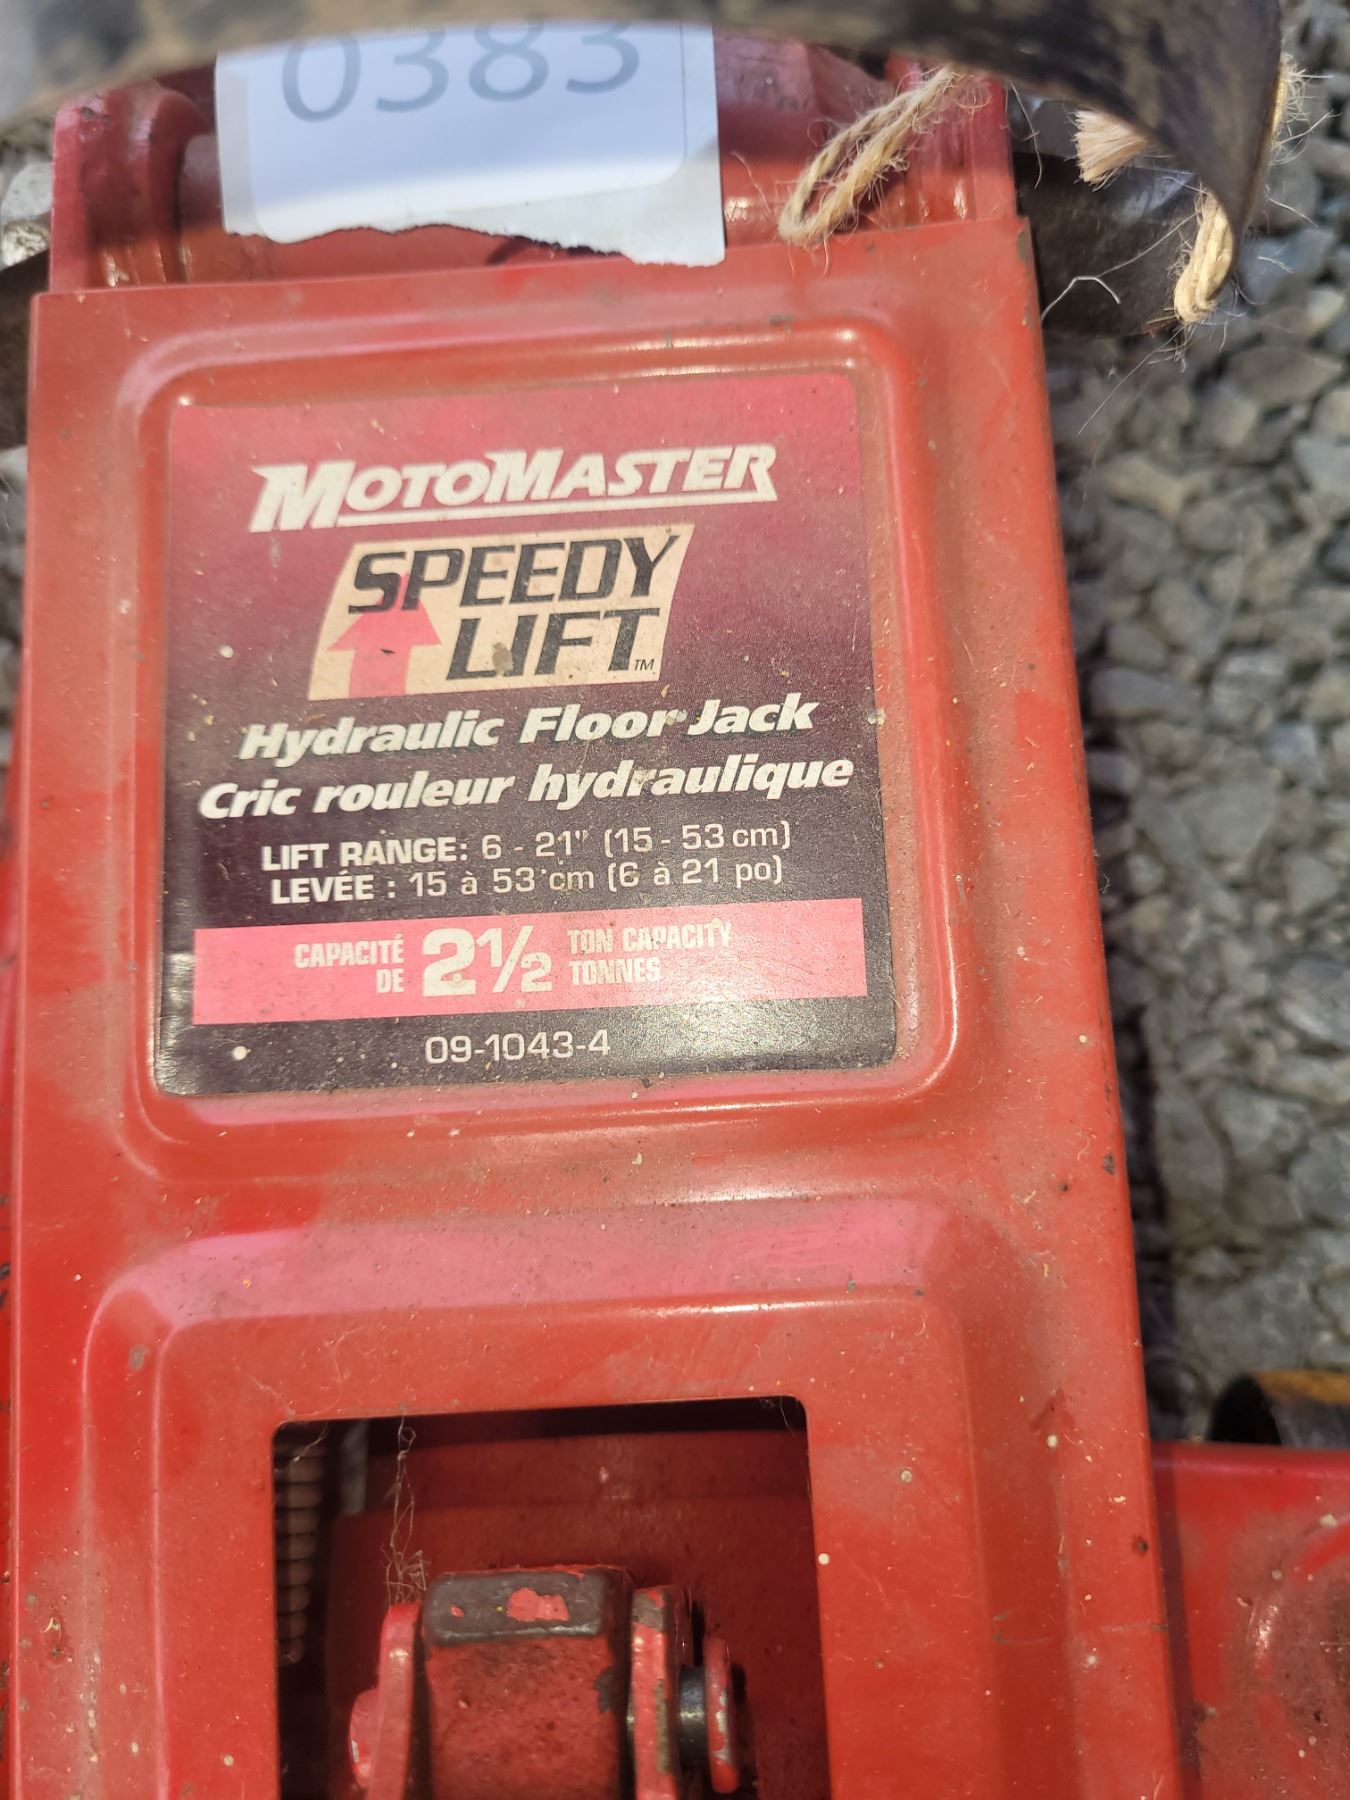 0383
MOTOMASTER
SPEEDY
LIFT™
Hydraulic Floor Jack
Cric rouleur hydraulique
LIFT RANGE: 6 - 21" (15 - 53 cm)
LEVÉE : 15 à 53 cm (6 à 21 po)
CAPACITÉ DE 2½ TON CAPACITY TONNES
09-1043-4